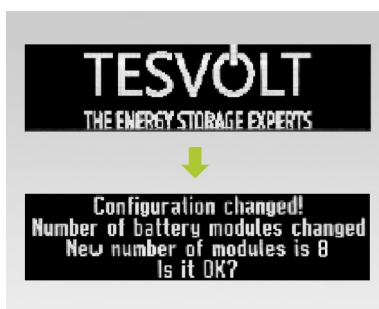 TESVOLT
THE ENERGY STORAGE EXPERTS
Configuration changed!
Number of battery modules changed
New number of modules is 8
Is it OK?